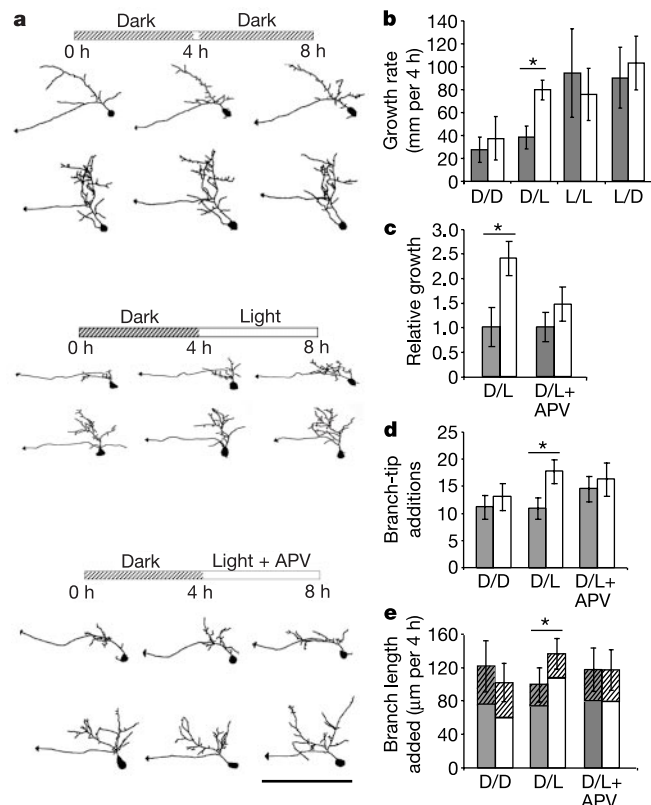 a
Dark Dark
0 h 4 h 8 h
Dark Light
0 h 4 h 8 h
Dark Light + APV
0 h 4 h 8 h
b
Growth rate
(mm per 4 h)
140
120
100
80
60
40
20
0
*
D/D D/L L/L L/D
c
Relative growth
3.0
2.5
2.0
1.5
1.0
0.5
0
*
D/L D/L+
APV
d
Branch-tip
additions
25
20
15
10
5
0
*
D/D D/L D/L+
APV
e
Branch length
added (μm per 4 h)
200
160
120
80
40
0
*
D/D D/L D/L+
APV